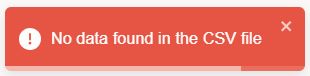 No data found in the CSV file